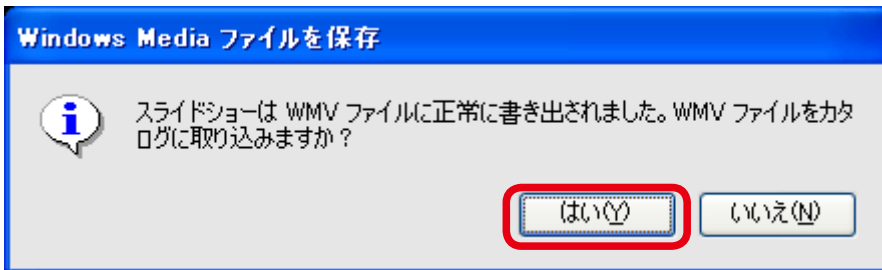 Windows Media ファイルを保存
スライドショーは WMV ファイルに正常に書き出されました。WMV ファイルをカタ
ログに取り込みますか？
はい(Y)
いいえ(N)